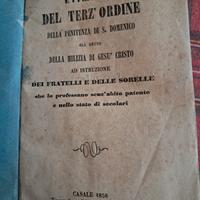 DEL TERZ'ORDINE
DELLA PENITENZA DI S. DOMENICO
DELLA MILIZIA DI GESU' CRISTO
AD ISTRUZIONE
DEI FRATELLI E DELLE SORELLE
che lo professano senz'abito patente
e nello stato di secolari
CASALE 1856